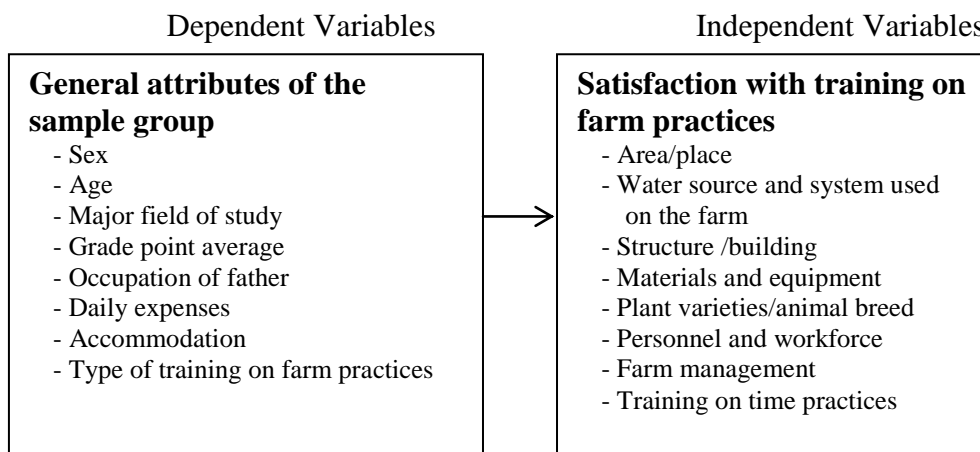 Dependent Variables
Independent Variables
General attributes of the
sample group
- Sex
- Age
- Major field of study
- Grade point average
- Occupation of father
- Daily expenses
- Accommodation
- Type of training on farm practices
Satisfaction with training on
farm practices
- Area/place
- Water source and system used
on the farm
- Structure /building
- Materials and equipment
- Plant varieties/animal breed
- Personnel and workforce
- Farm management
- Training on time practices